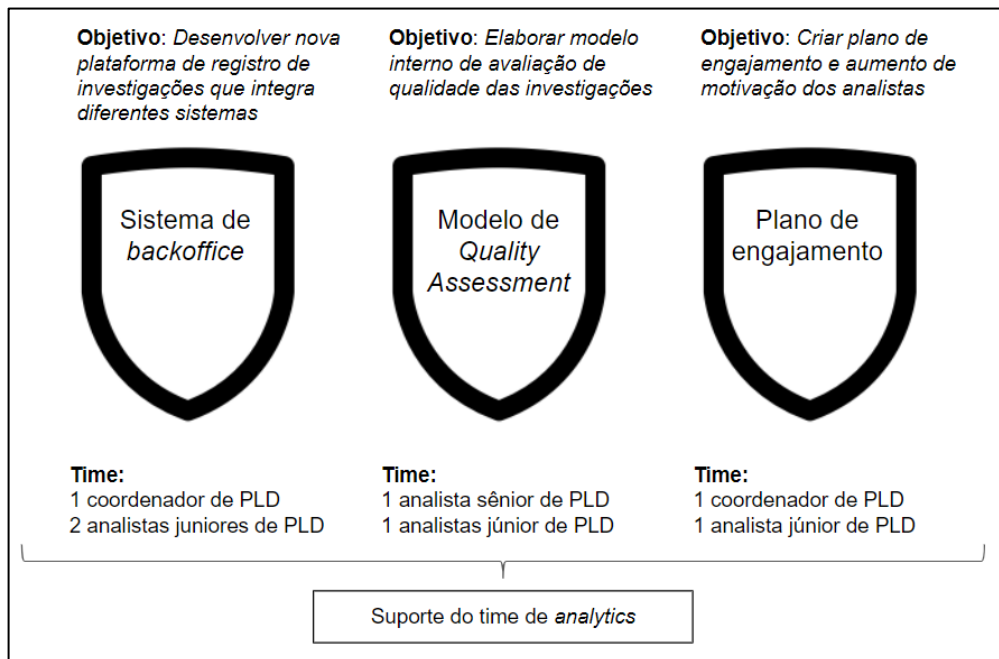 Objetivo: Desenvolver nova
plataforma de registro de
investigações que integra
diferentes sistemas
Objetivo: Elaborar modelo
interno de avaliação de
qualidade das investigações
Objetivo: Criar plano de
engajamento e aumento de
motivação dos analistas
Sistema de
backoffice
Modelo de
Quality
Assessment
Plano de
engajamento
Time:
1 coordenador de PLD
2 analistas juniores de PLD
Time:
1 analista sênior de PLD
1 analistas júnior de PLD
Time:
1 coordenador de PLD
1 analista júnior de PLD
Suporte do time de analytics